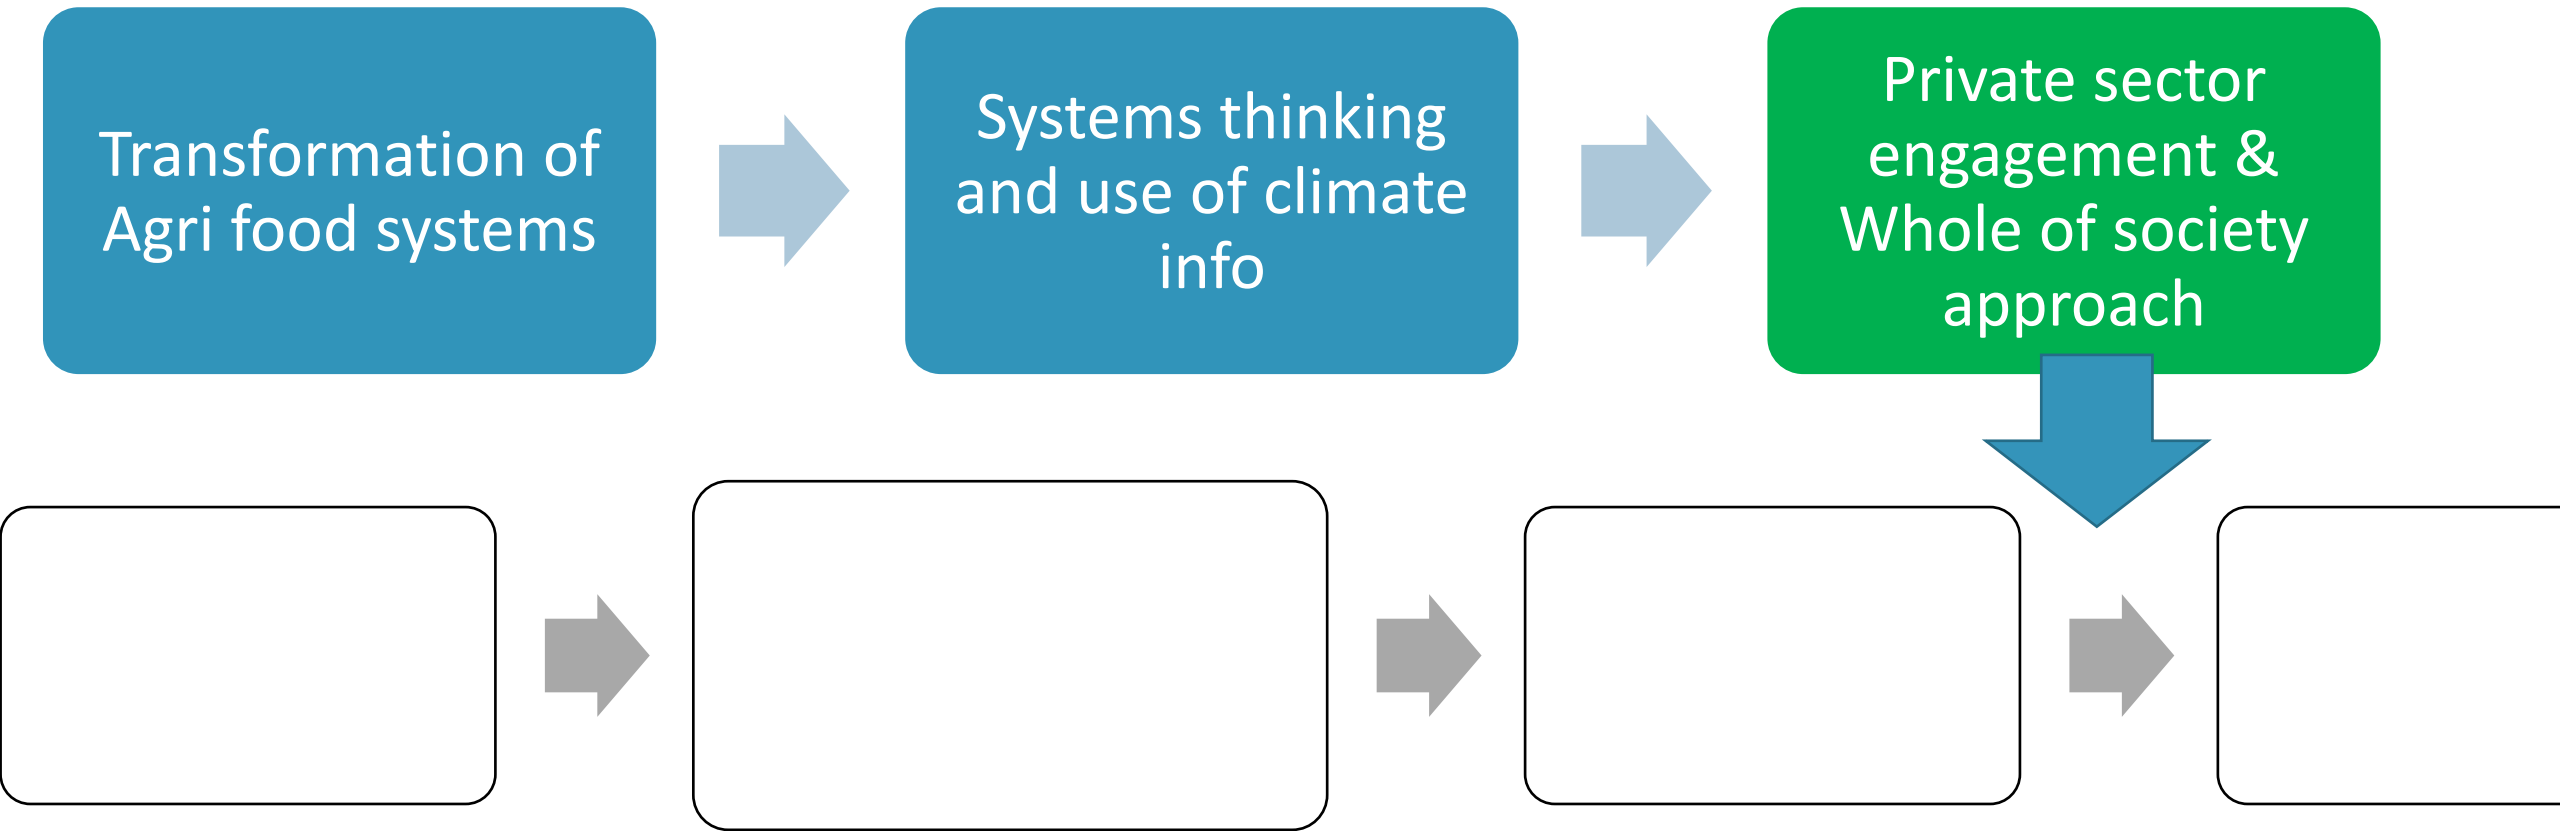 Transformation of
Agri food systems
Systems thinking
and use of climate
info
Private sector
engagement &
Whole of society
approach